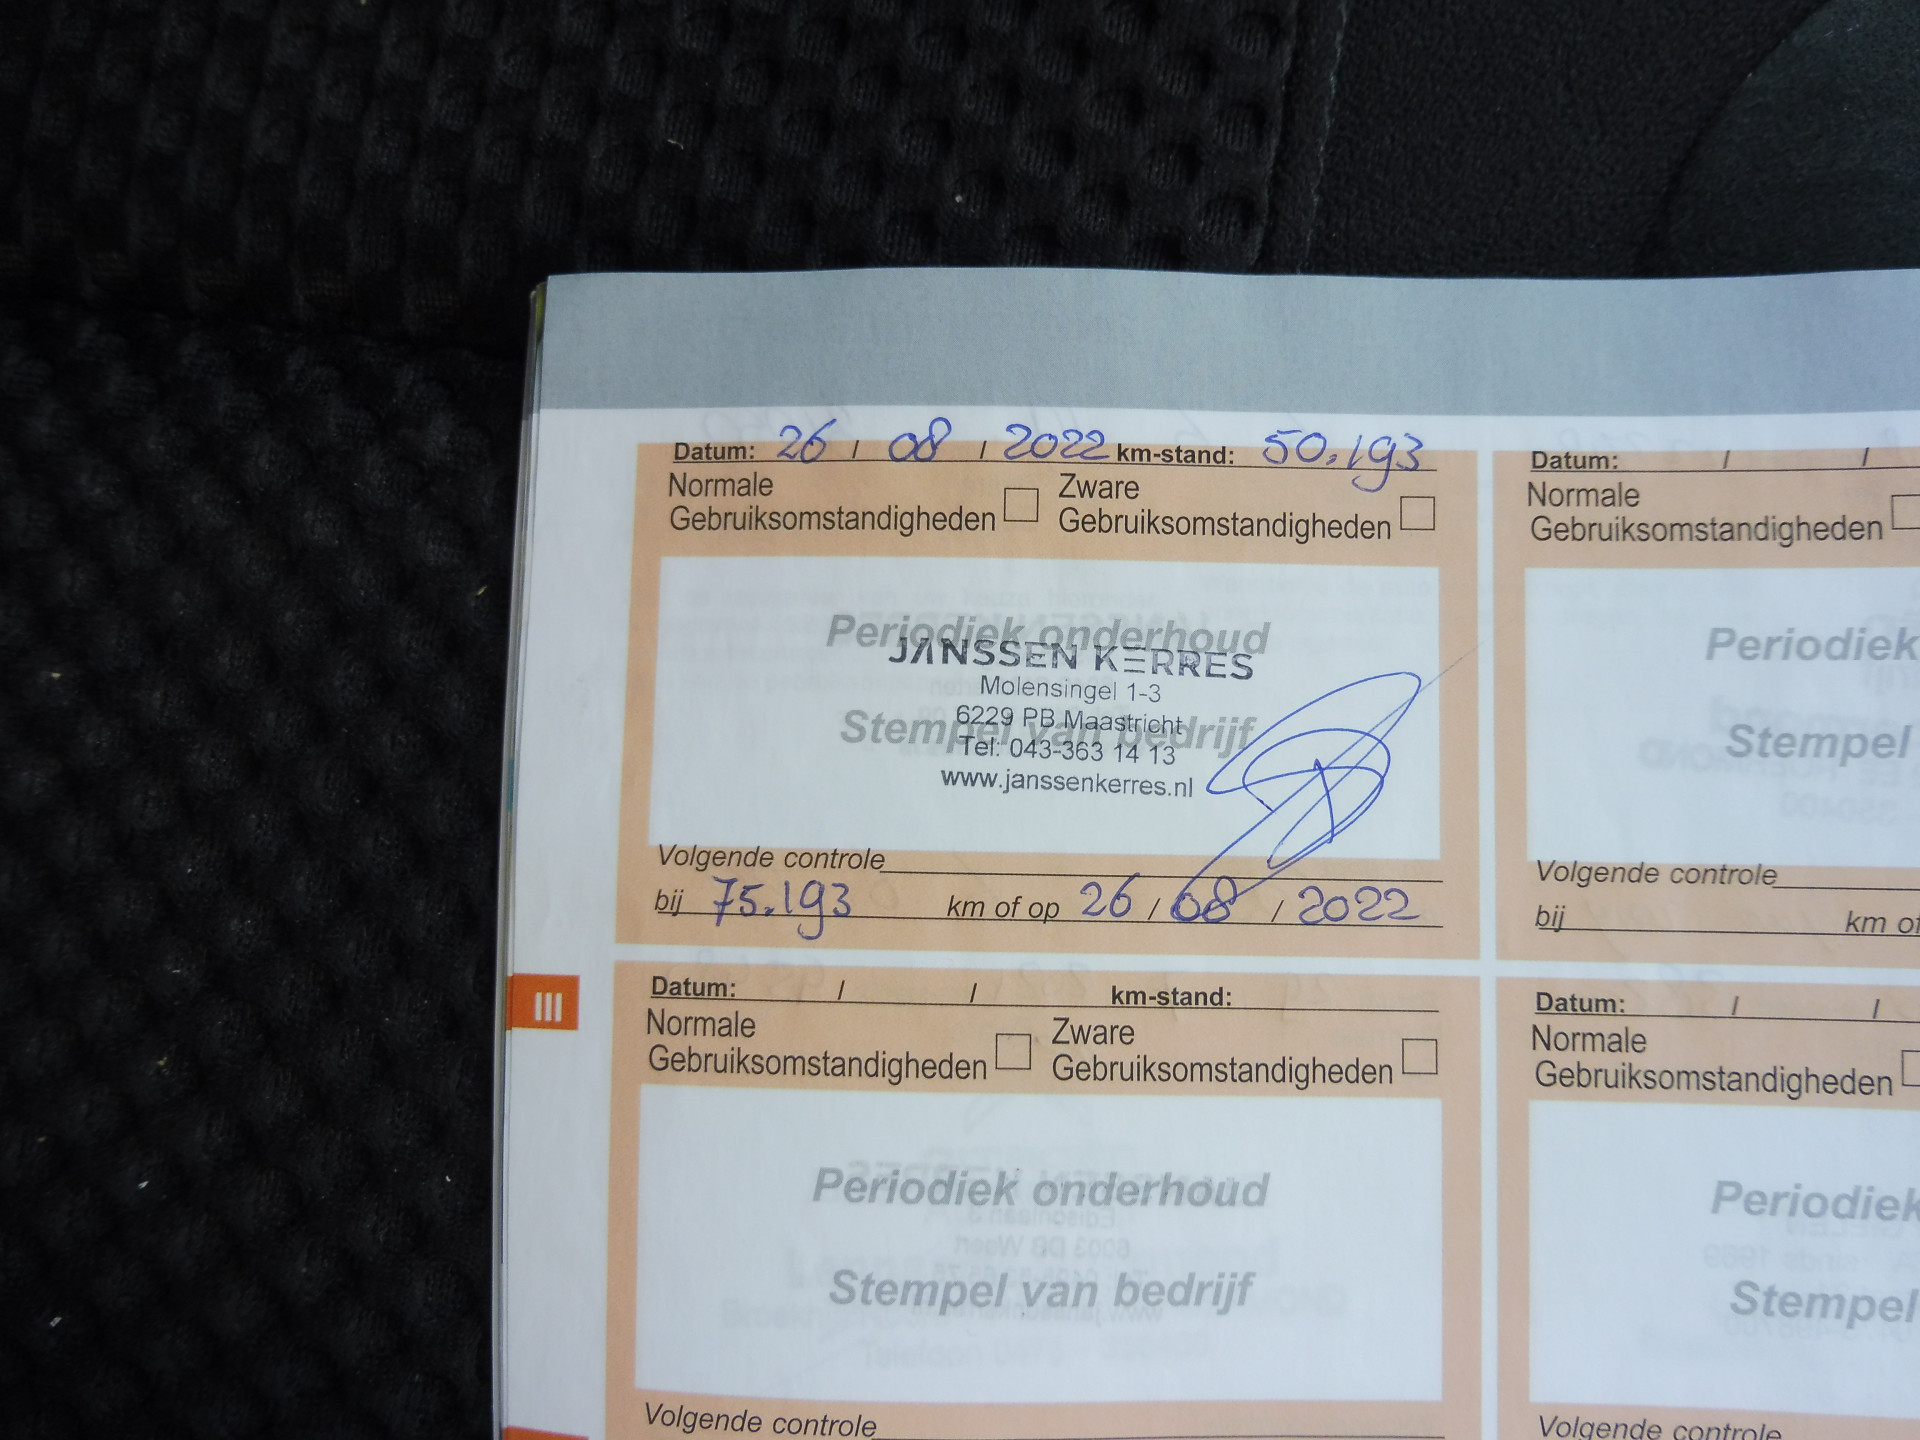 Datum: 26 / 08 / 2022 km-stand: 50.193
Normale Gebruiksomstandigheden
Zware Gebruiksomstandigheden
Periodiek onderhoud
JANSSEN KERRES
Molensingel 1-3
6229 PB Maastricht
Stempel van bedrijf
Tel: 043-363 14 13
www.janssenkerres.nl
Volgende controle
bij 75.193 km of op 26 / 08 / 2022
Datum: / /
Normale
Gebruiksomstandigheden
Periodiek
Stempel
Volgende controle
bij km of
III
Datum: / / km-stand:
Normale Gebruiksomstandigheden
Zware Gebruiksomstandigheden
Periodiek onderhoud
Stempel van bedrijf
Volgende controle
Datum: / /
Normale
Gebruiksomstandigheden
Periodiek
Stempel
Volgende controle